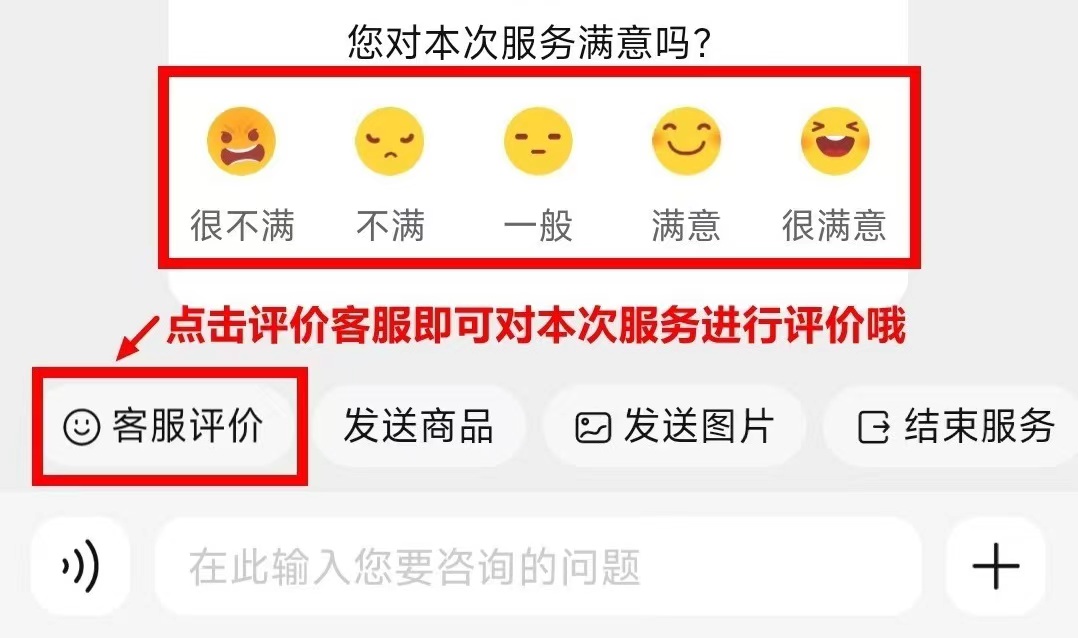 您对本次服务满意吗?
很不满 不满 一般 满意 很满意
点击评价客服即可对本次服务进行评价哦
客服评价 发送商品 发送图片 结束服务
在此输入您要咨询的问题